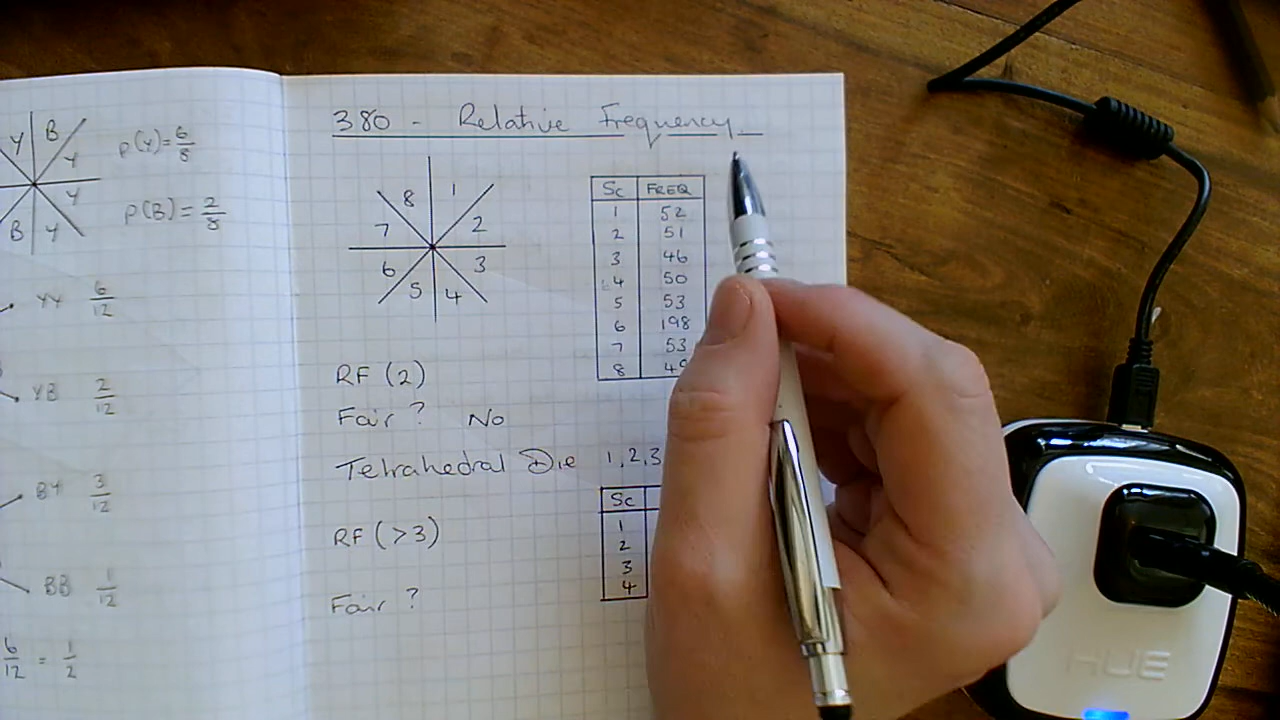 Y B
Y
Y
B Y
P(Y) = 6/8
P(B) = 2/8
YY 6/12
YB 2/12
BY 3/12
BB 1/12
6/12 = 1/2
380 - Relative Frequency
8 1
7 2
6 3
5 4
Sc FREQ
1 52
2 51
3 46
4 50
5 53
6 198
7 53
8
RF (2)
Fair ? No
Tetrahedral Die 1, 2, 3
RF (>3)
Fair ?
Sc
1
2
3
4
HUE